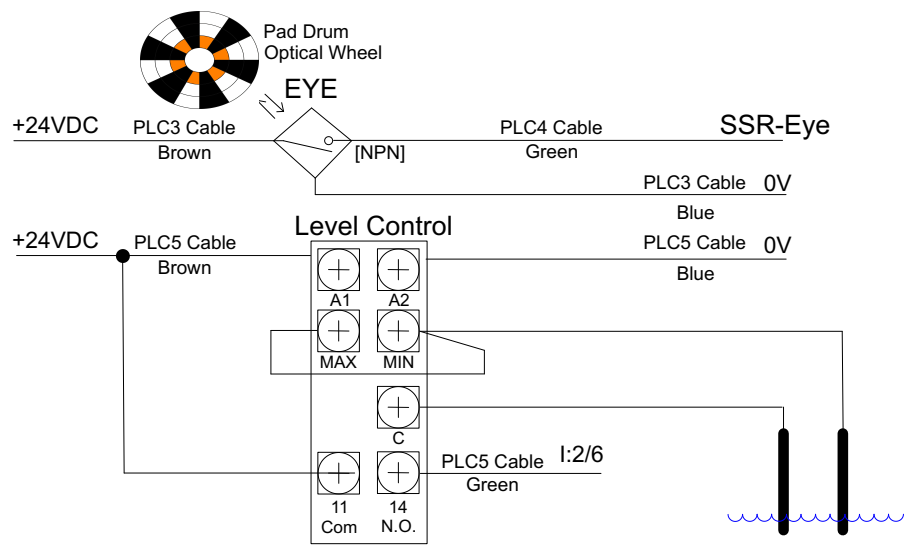 Pad Drum
Optical Wheel
EYE
+24VDC
PLC3 Cable
Brown
[NPN]
PLC4 Cable
Green
SSR-Eye
PLC3 Cable
0V
Blue
Level Control
+24VDC
PLC5 Cable
Brown
PLC5 Cable
0V
Blue
A1
A2
MAX
MIN
C
PLC5 Cable
I:2/6
Green
11
14
Com
N.O.